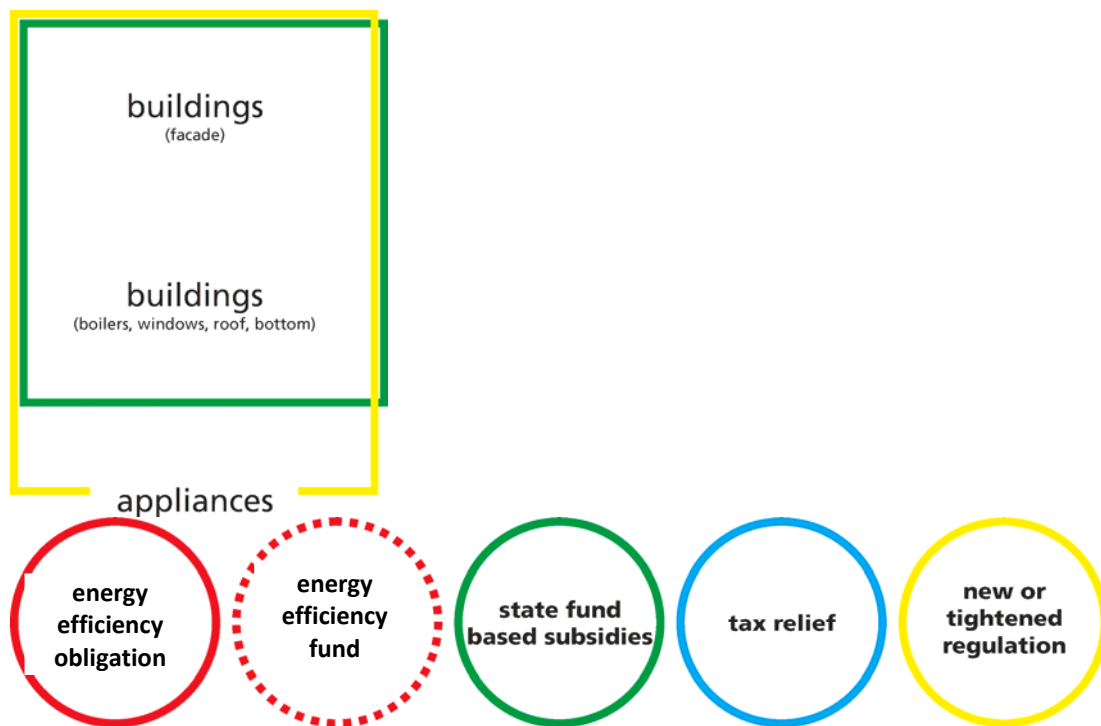 buildings
(facade)
buildings
(boilers, windows, roof, bottom)
appliances
energy
efficiency
obligation
energy
efficiency
fund
state fund
based subsidies
tax relief
new or
tightened
regulation